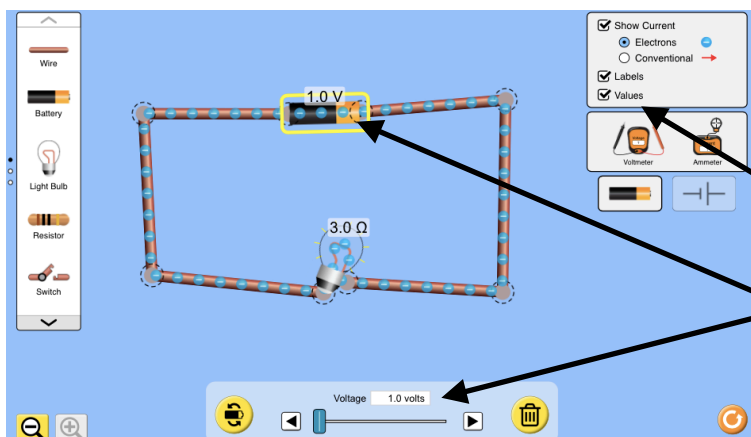 Wire
Battery
Light Bulb
Resistor
Switch
1.0 V
3.0 Ω
Show Current
Electrons
Conventional
Labels
Values
Voltage
Voltmeter
Ammeter
Voltage 1.0 volts